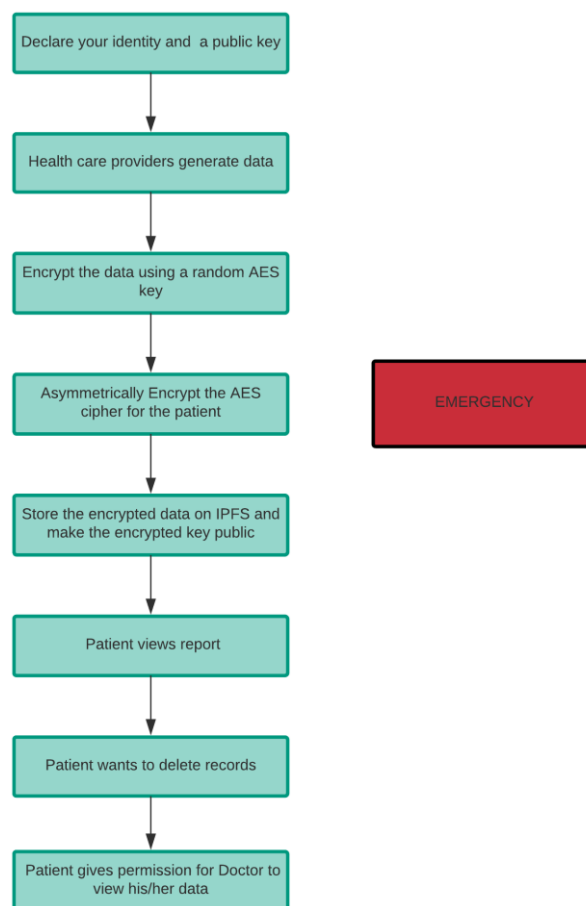 Declare your identity and  a public key
Health care providers generate data
Encrypt the data using a random AES
key
Asymmetrically Encrypt the AES
cipher for the patient
EMERGENCY
Store the encrypted data on IPFS and
make the encrypted key public
Patient views report
Patient wants to delete records
Patient gives permission for Doctor to
view his/her data